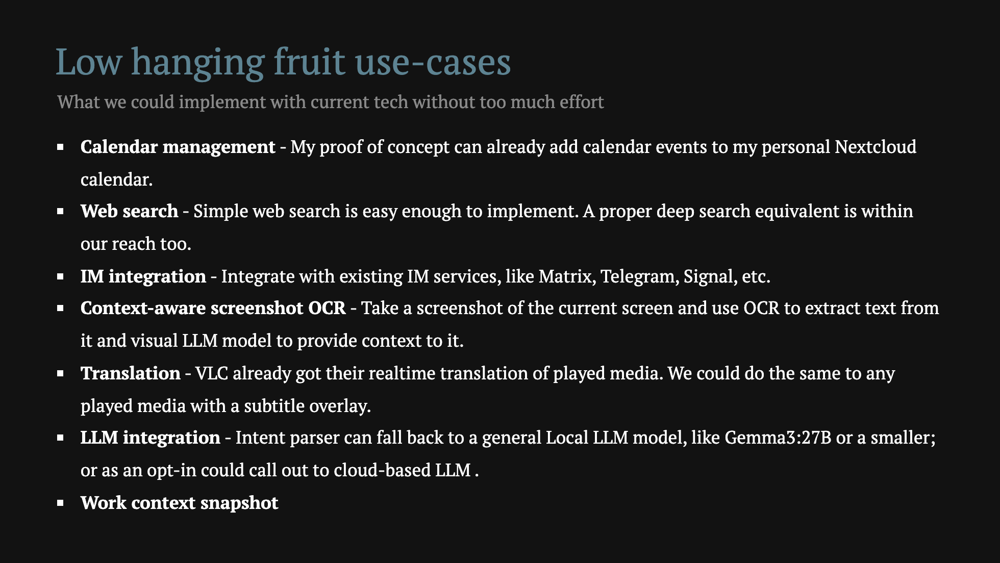 Low hanging fruit use-cases
What we could implement with current tech without too much effort
▪ Calendar management - My proof of concept can already add calendar events to my personal Nextcloud
calendar.
▪ Web search - Simple web search is easy enough to implement. A proper deep search equivalent is within
our reach too.
▪ IM integration - Integrate with existing IM services, like Matrix, Telegram, Signal, etc.
▪ Context-aware screenshot OCR - Take a screenshot of the current screen and use OCR to extract text from
it and visual LLM model to provide context to it.
▪ Translation - VLC already got their realtime translation of played media. We could do the same to any
played media with a subtitle overlay.
▪ LLM integration - Intent parser can fall back to a general Local LLM model, like Gemma3:27B or a smaller;
or as an opt-in could call out to cloud-based LLM .
▪ Work context snapshot